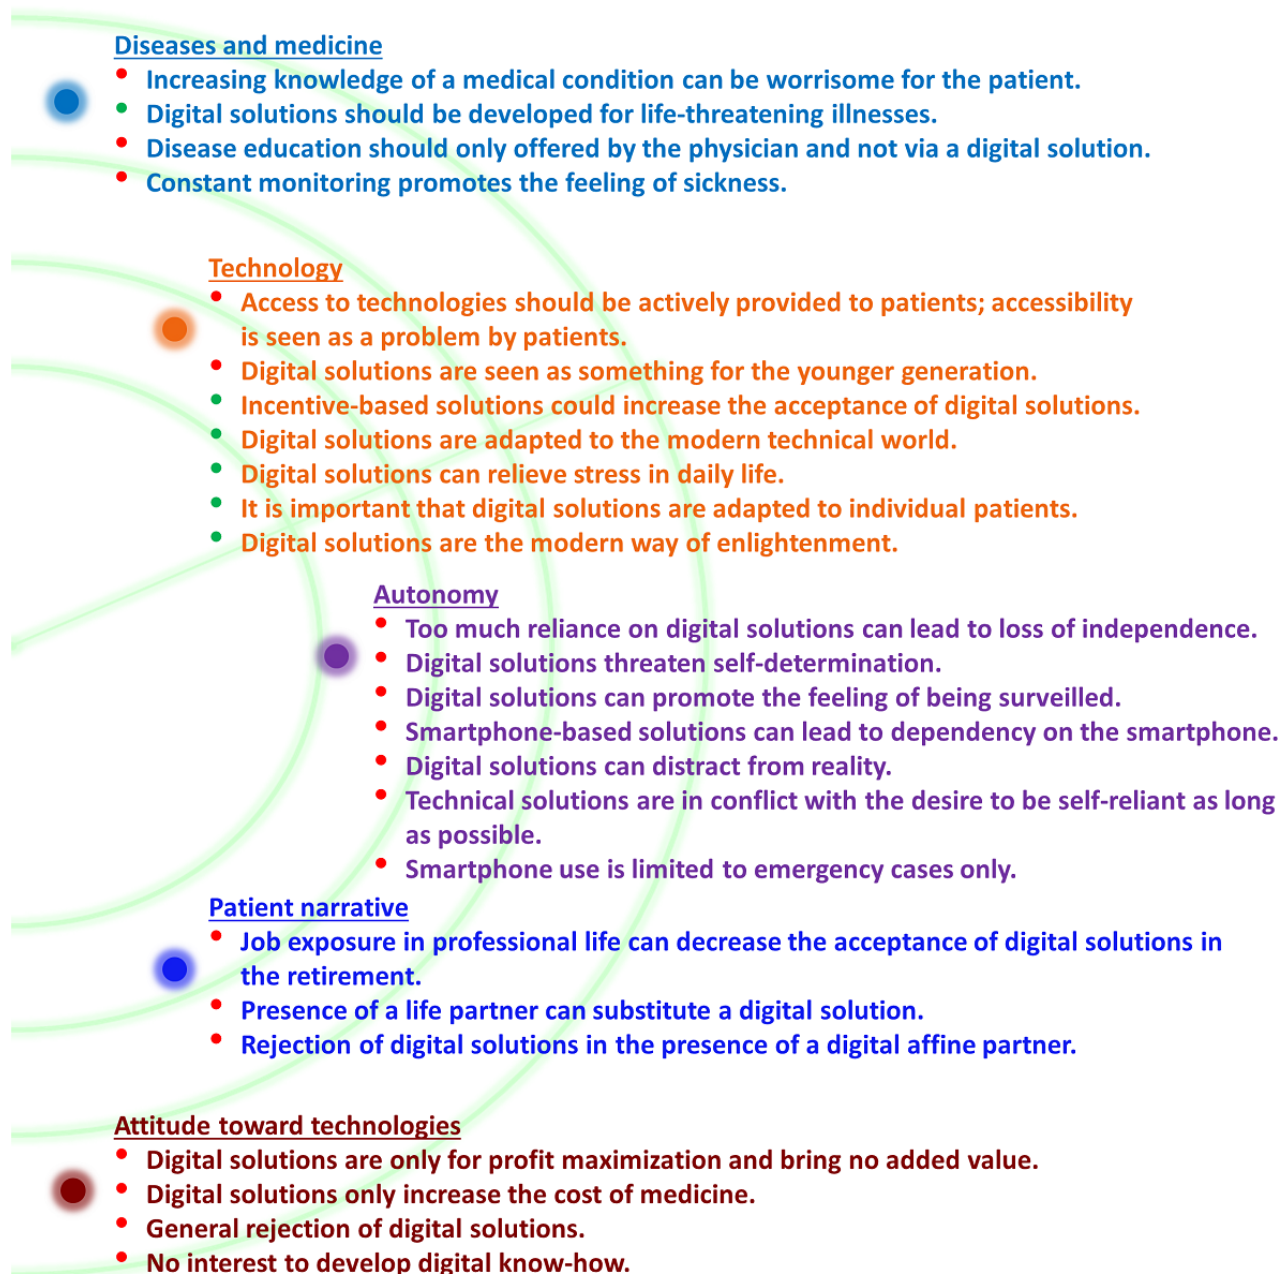 Diseases and medicine
• Increasing knowledge of a medical condition can be worrisome for the patient.
• Digital solutions should be developed for life-threatening illnesses.
• Disease education should only offered by the physician and not via a digital solution.
• Constant monitoring promotes the feeling of sickness.
Technology
• Access to technologies should be actively provided to patients; accessibility
is seen as a problem by patients.
• Digital solutions are seen as something for the younger generation.
• Incentive-based solutions could increase the acceptance of digital solutions.
• Digital solutions are adapted to the modern technical world.
• Digital solutions can relieve stress in daily life.
• It is important that digital solutions are adapted to individual patients.
• Digital solutions are the modern way of enlightenment.
Autonomy
• Too much reliance on digital solutions can lead to loss of independence.
• Digital solutions threaten self-determination.
• Digital solutions can promote the feeling of being surveilled.
• Smartphone-based solutions can lead to dependency on the smartphone.
• Digital solutions can distract from reality.
• Technical solutions are in conflict with the desire to be self-reliant as long
as possible.
• Smartphone use is limited to emergency cases only.
Patient narrative
• Job exposure in professional life can decrease the acceptance of digital solutions in
the retirement.
• Presence of a life partner can substitute a digital solution.
• Rejection of digital solutions in the presence of a digital affine partner.
Attitude toward technologies
• Digital solutions are only for profit maximization and bring no added value.
• Digital solutions only increase the cost of medicine.
• General rejection of digital solutions.
• No interest to develop digital know-how.